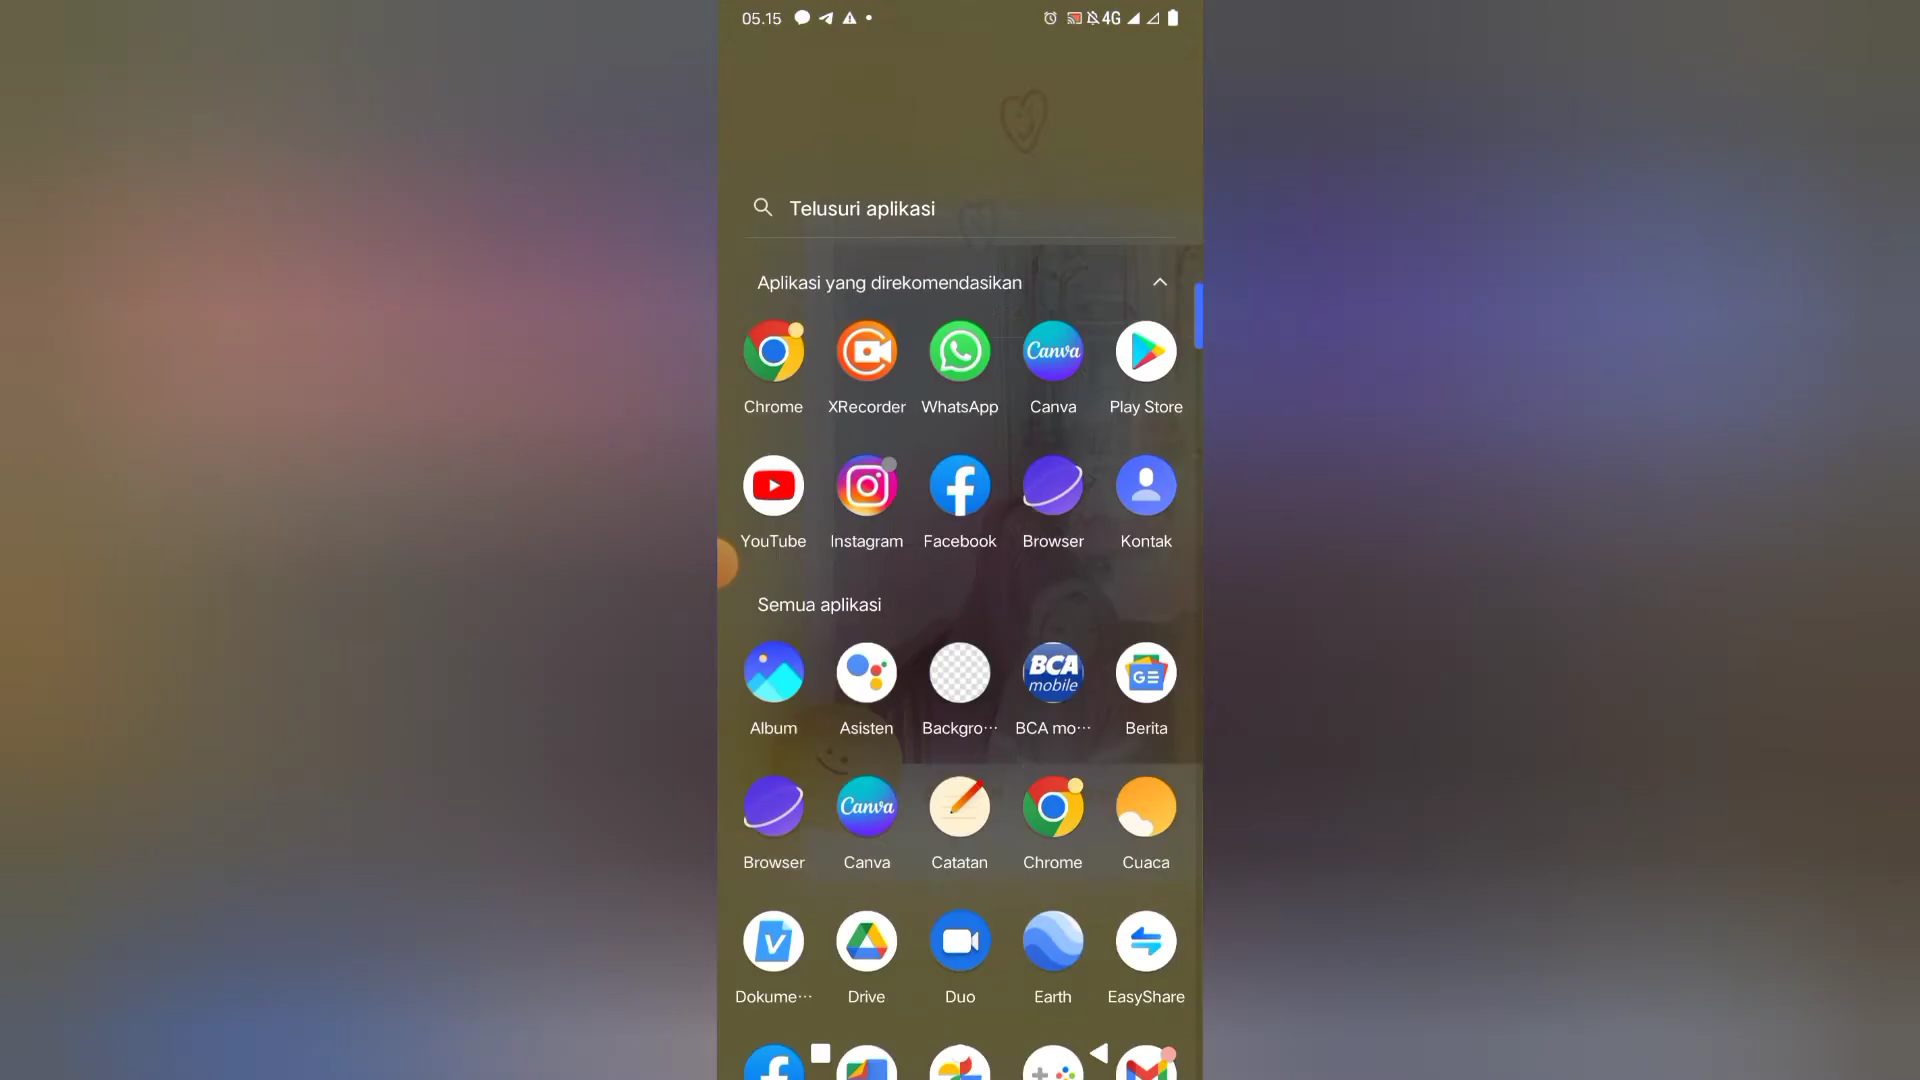 05.15
4G
Telusuri aplikasi
Aplikasi yang direkomendasikan
Canva
Chrome XRecorder WhatsApp Canva Play Store
YouTube Instagram Facebook Browser Kontak
Semua aplikasi
BCA mobile GE
Album Asisten Backgro··· BCA mo··· Berita
Canva
Browser Canva Catatan Chrome Cuaca
Dokume··· Drive Duo Earth EasyShare